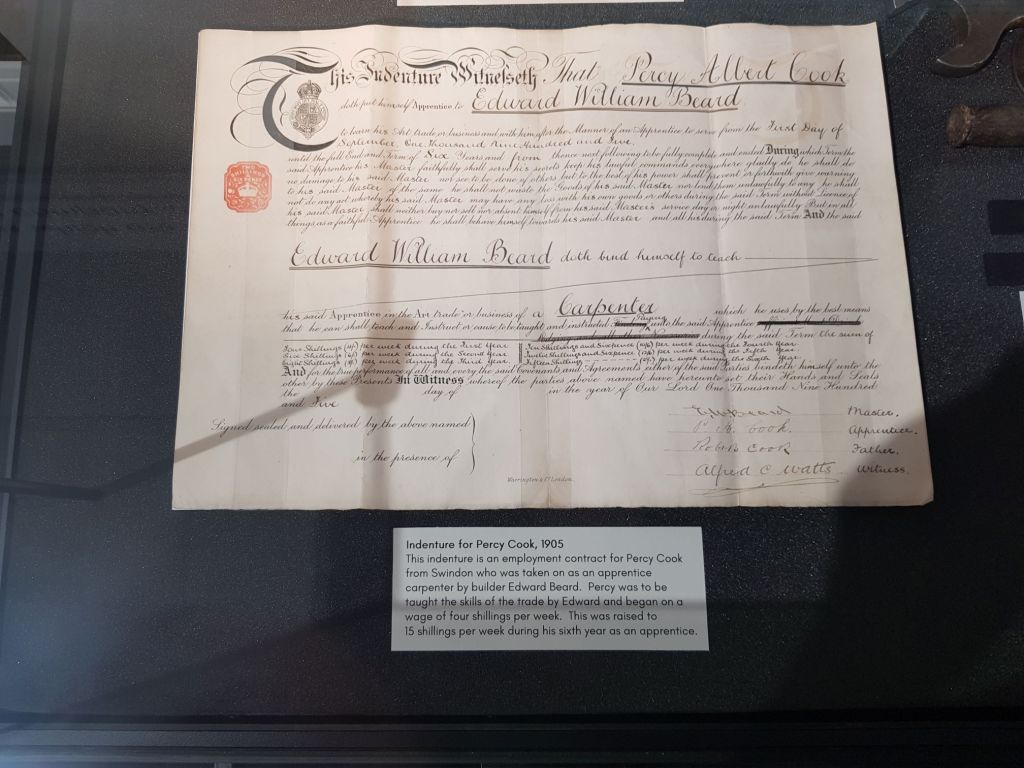 This Indenture Witnesseth. That Percy Albert Cook
doth put himself Apprentice to Edward William Beard
to learn his Art, trade or business and with him after the Manner of an Apprentice to serve from the First Day of
September, One Thousand Nine Hundred and Five,
until the full End and Term of Six Years and from thence next following to be fully complete and ended During which Term the
said Apprentice his Master faithfully shall serve his secrets keep his lawful commands everywhere gladly do he shall do
no damage to his said Master nor see to be done of others but to the best of his power shall prevent or forthwith give warning
to his said Master of the same he shall not waste the Goods of his said Master nor lend them unlawfully to any he shall
not do any act whereby his said Master may have any loss with his own goods or others during the said Term without Licence of
his said Master shall neither buy nor sell nor absent himself from his said Master's service day or night unlawfully But in all
things as a faithful Apprentice he shall behave himself towards his said Master and all his during the said Term And the said
TWO SHILLINGS & SIXPENCE
Edward William Beard doth bind himself to teach
his said Apprentice in the Art trade or business of a Carpenter which he uses by the best means
that he can shall teach and Instruct or cause to be taught and instructed Paying unto the said Apprentice
Lodging and all other Necessaries during the said Term the sum of
Four Shillings (4/-) per week during the First Year
Six Shillings (6/-) per week during the Second Year
Eight Shillings (8/-) per week during the Third Year.
Ten Shillings and Sixpence (10/6) per week during the Fourth Year
Twelve Shillings and Sixpence (12/6) per week during the Fifth Year
Fifteen Shillings (15/-) per week during the Sixth Year
And for the true performance of all and every the said Covenants and Agreements either of the said Parties bindeth himself unto the
other by these Presents In Witness whereof the parties above named have hereunto set their Hands and Seals
the day of in the year of Our Lord One Thousand Nine Hundred
and Five
Signed sealed and delivered by the above named
in the presence of
E W Beard Master.
P. A. Cook. Apprentice.
Robert Cook Father.
Alfred C Watts Witness.
Warrington & Co London.
Indenture for Percy Cook, 1905
This indenture is an employment contract for Percy Cook
from Swindon who was taken on as an apprentice
carpenter by builder Edward Beard. Percy was to be
taught the skills of the trade by Edward and began on a
wage of four shillings per week. This was raised to
15 shillings per week during his sixth year as an apprentice.